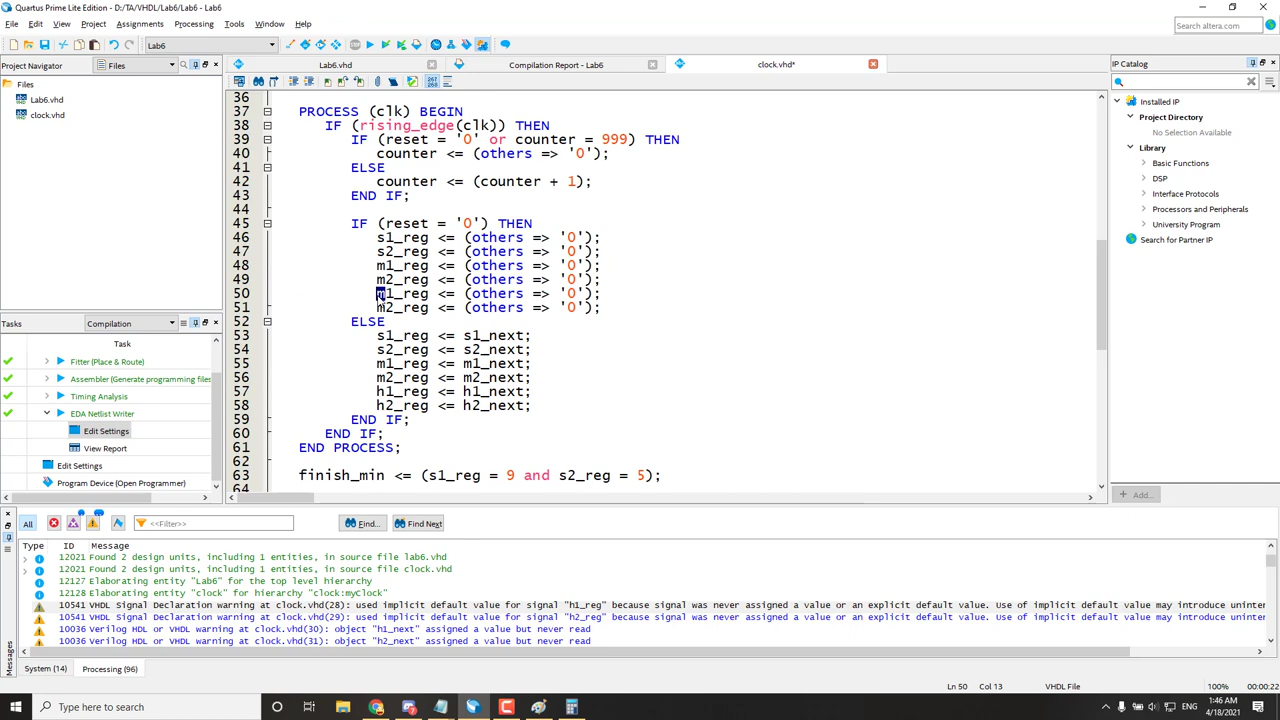 Quartus Prime Lite Edition - D:/TA/VHDL/Lab6/Lab6 - Lab6
File Edit View Project Assignments Processing Tools Window Help
Search altera.com
Lab6
Project Navigator Files
Files
Lab6.vhd
clock.vhd
Lab6.vhd Compilation Report - Lab6 clock.vhd*
36
37 PROCESS (clk) BEGIN
38 IF (rising_edge(clk)) THEN
39 IF (reset = '0' or counter = 999) THEN
40 counter <= (others => '0');
41 ELSE
42 counter <= (counter + 1);
43 END IF;
44
45 IF (reset = '0') THEN
46 s1_reg <= (others => '0');
47 s2_reg <= (others => '0');
48 m1_reg <= (others => '0');
49 m2_reg <= (others => '0');
50 m1_reg <= (others => '0');
51 m2_reg <= (others => '0');
52 ELSE
53 s1_reg <= s1_next;
54 s2_reg <= s2_next;
55 m1_reg <= m1_next;
56 m2_reg <= m2_next;
57 h1_reg <= h1_next;
58 h2_reg <= h2_next;
59 END IF;
60 END IF;
61 END PROCESS;
62
63 finish_min <= (s1_reg = 9 and s2_reg = 5);
64
IP Catalog
Installed IP
Project Directory
No Selection Available
Library
Basic Functions
DSP
Interface Protocols
Processors and Peripherals
University Program
Search for Partner IP
+ Add...
Tasks Compilation
Task
Fitter (Place & Route)
Assembler (Generate programming files
Timing Analysis
EDA Netlist Writer
Edit Settings
View Report
Edit Settings
Program Device (Open Programmer)
All <<Filter>> Find... Find Next
Type ID Message
12021 Found 2 design units, including 1 entities, in source file lab6.vhd
12021 Found 2 design units, including 1 entities, in source file clock.vhd
12127 Elaborating entity "Lab6" for the top level hierarchy
12128 Elaborating entity "clock" for hierarchy "clock:myClock"
10541 VHDL Signal Declaration warning at clock.vhd(28): used implicit default value for signal "h1_reg" because signal was never assigned a value or an explicit default value. Use of implicit default value may introduce uninten
10541 VHDL Signal Declaration warning at clock.vhd(29): used implicit default value for signal "h2_reg" because signal was never assigned a value or an explicit default value. Use of implicit default value may introduce uninten
10036 Verilog HDL or VHDL warning at clock.vhd(30): object "h1_next" assigned a value but never read
10036 Verilog HDL or VHDL warning at clock.vhd(31): object "h2_next" assigned a value but never read
Messages
System (14) Processing (96)
Ln 50 Col 13 VHDL File 100% 00:00:22
Type here to search
ENG
1:46 AM
4/18/2021